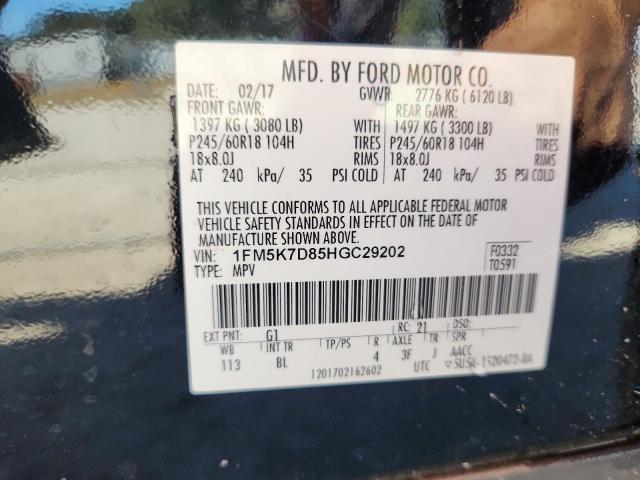 MFD. BY FORD MOTOR CO.
DATE: 02/17 GVWR: 2776 KG (6120 LB)
FRONT GAWR: REAR GAWR:
1397 KG (3080 LB) WITH 1497 KG (3300 LB) WITH
P245/60R18 104H TIRES P245/60R18 104H TIRES
18x8.0J RIMS 18x8.0J RIMS
AT 240 kPa/ 35 PSI COLD AT 240 kPa/ 35 PSI COLD
THIS VEHICLE CONFORMS TO ALL APPLICABLE FEDERAL MOTOR
VEHICLE SAFETY STANDARDS IN EFFECT ON THE DATE OF
MANUFACTURE SHOWN ABOVE.
VIN: 1FM5K7D85HGC29202 F0332
TYPE: MPV T0591
EXT PNT: G1 RC: 21 DSO:
WB INT TR TP/PS R AXLE TR SPR
113 BL 4 3F J AACC
1201702162602 UTC 5U5A-1520472-BA